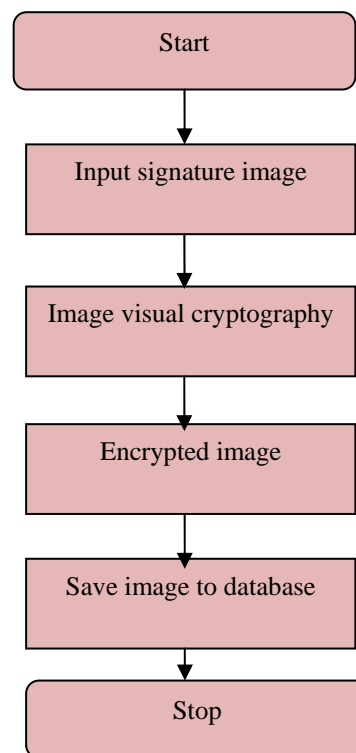 Start
Input signature image
Image visual cryptography
Encrypted image
Save image to database
Stop